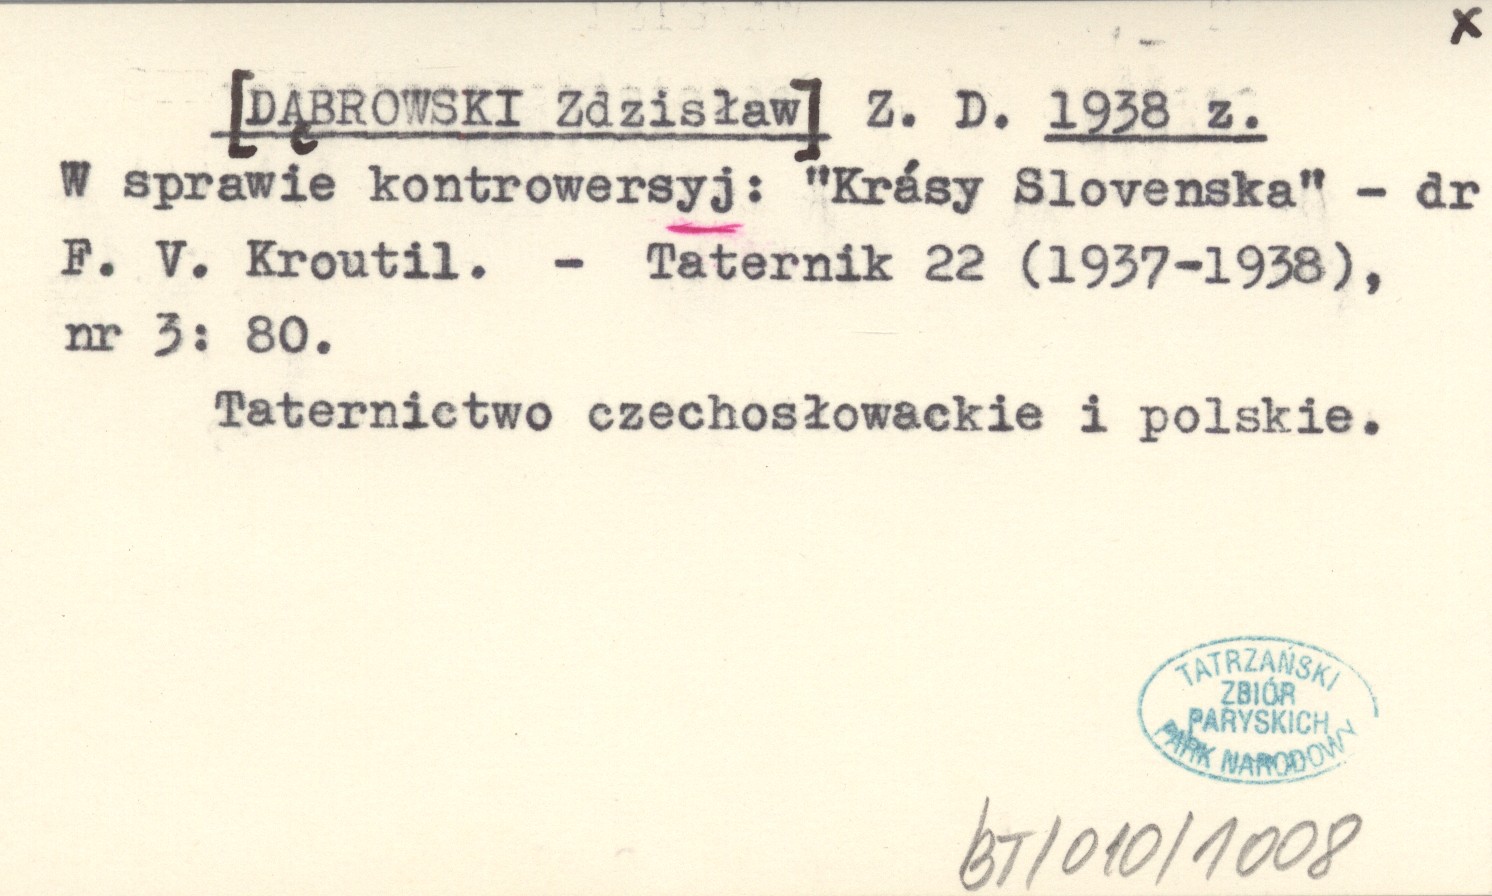 x
[DĄBROWSKI Zdzisław] Z. D. 1938 z.
W sprawie kontrowersyj: "Krásy Slovenska" - dr
F. V. Kroutil. - Taternik 22 (1937-1938),
nr 3: 80.
Taternictwo czechosłowackie i polskie.
TATRZAŃSKI
ZBIÓR
PARYSKICH
PARK NARODOWY
BT/010/1008